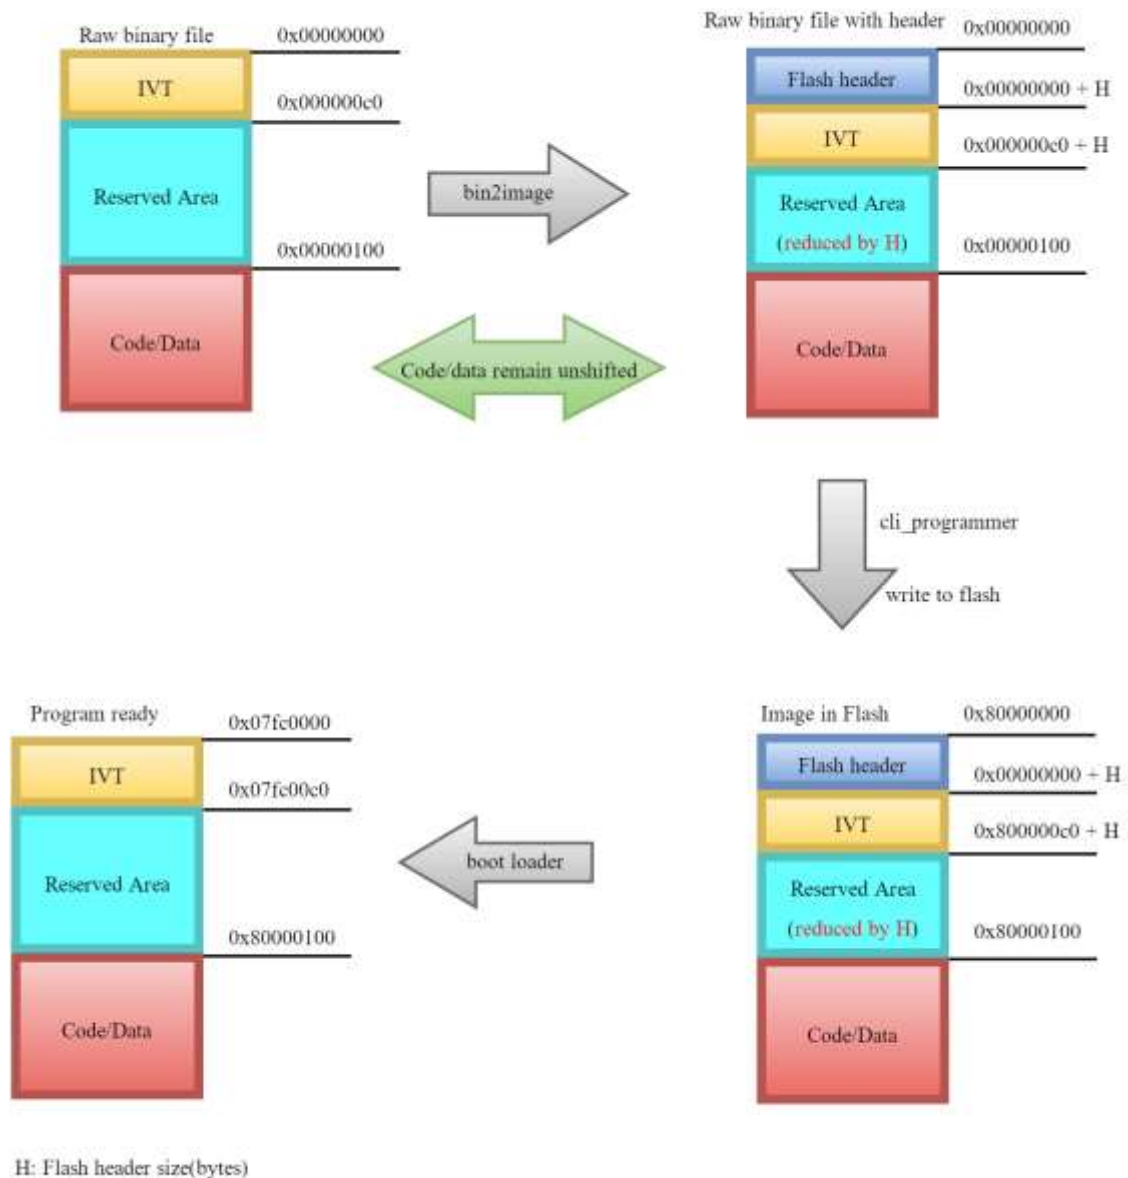 Raw binary file
0x00000000
IVT
0x000000c0
Reserved Area
0x00000100
Code/Data
bin2image
Code/data remain unshifted
Raw binary file with header
0x00000000
Flash header
0x00000000 + H
IVT
0x000000c0 + H
Reserved Area
(reduced by H)
0x00000100
Code/Data
cli_programmer
write to flash
Program ready
0x07fc0000
IVT
0x07fc00c0
Reserved Area
0x80000100
Code/Data
boot loader
Image in Flash
0x80000000
Flash header
0x00000000 + H
IVT
0x800000c0 + H
Reserved Area
(reduced by H)
0x80000100
Code/Data
H: Flash header size(bytes)